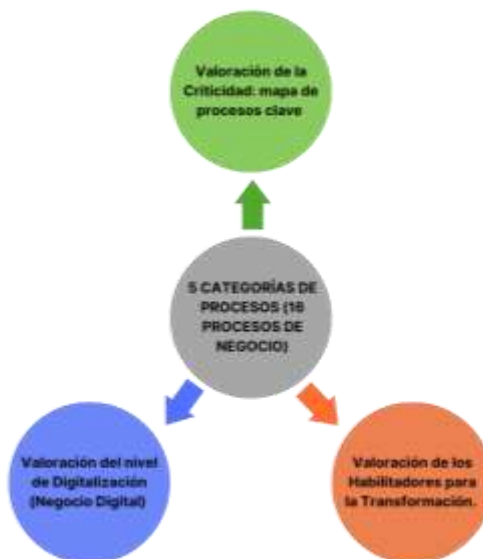 Valoración de la
Criticidad: mapa de
procesos clave
5 CATEGORÍAS DE
PROCESOS (16
PROCESOS DE
NEGOCIO)
Valoración del nivel
de Digitalización
(Negocio Digital)
Valoración de los
Habilitadores para
la Transformación.